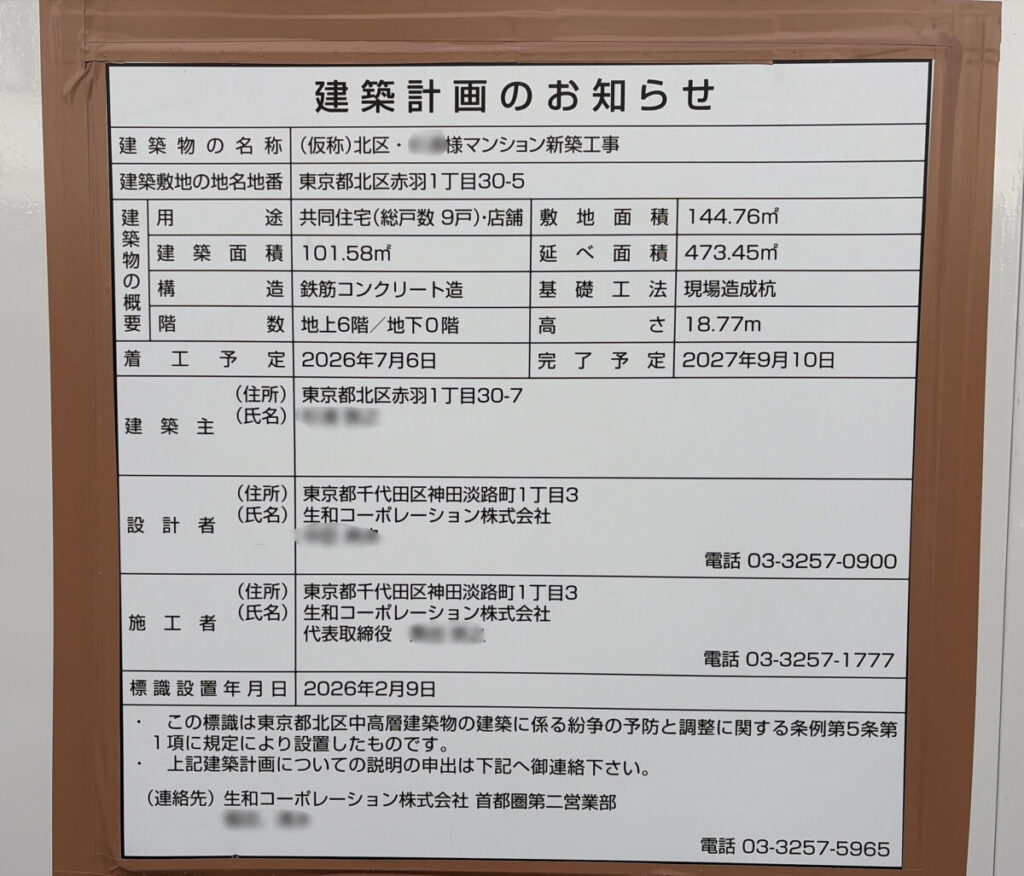 建築計画のお知らせ
建築物の名称 (仮称)北区・様マンション新築工事
建築敷地の地名地番 東京都北区赤羽1丁目30-5
建築物の概要
用途 共同住宅(総戸数 9戸)・店舗 敷地面積 144.76㎡
建築面積 101.58㎡ 延べ面積 473.45㎡
構造 鉄筋コンクリート造 基礎工法 現場造成杭
階数 地上6階/地下0階 高さ 18.77m
着工予定 2026年7月6日 完了予定 2027年9月10日
建築主 (住所) 東京都北区赤羽1丁目30-7
(氏名)
設計者 (住所) 東京都千代田区神田淡路町1丁目3
(氏名) 生和コーポレーション株式会社
電話 03-3257-0900
施工者 (住所) 東京都千代田区神田淡路町1丁目3
(氏名) 生和コーポレーション株式会社
代表取締役
電話 03-3257-1777
標識設置年月日 2026年2月9日
・ この標識は東京都北区中高層建築物の建築に係る紛争の予防と調整に関する条例第5条第
1項に規定により設置したものです。
・ 上記建築計画についての説明の申出は下記へ御連絡下さい。
(連絡先) 生和コーポレーション株式会社 首都圏第二営業部
電話 03-3257-5965